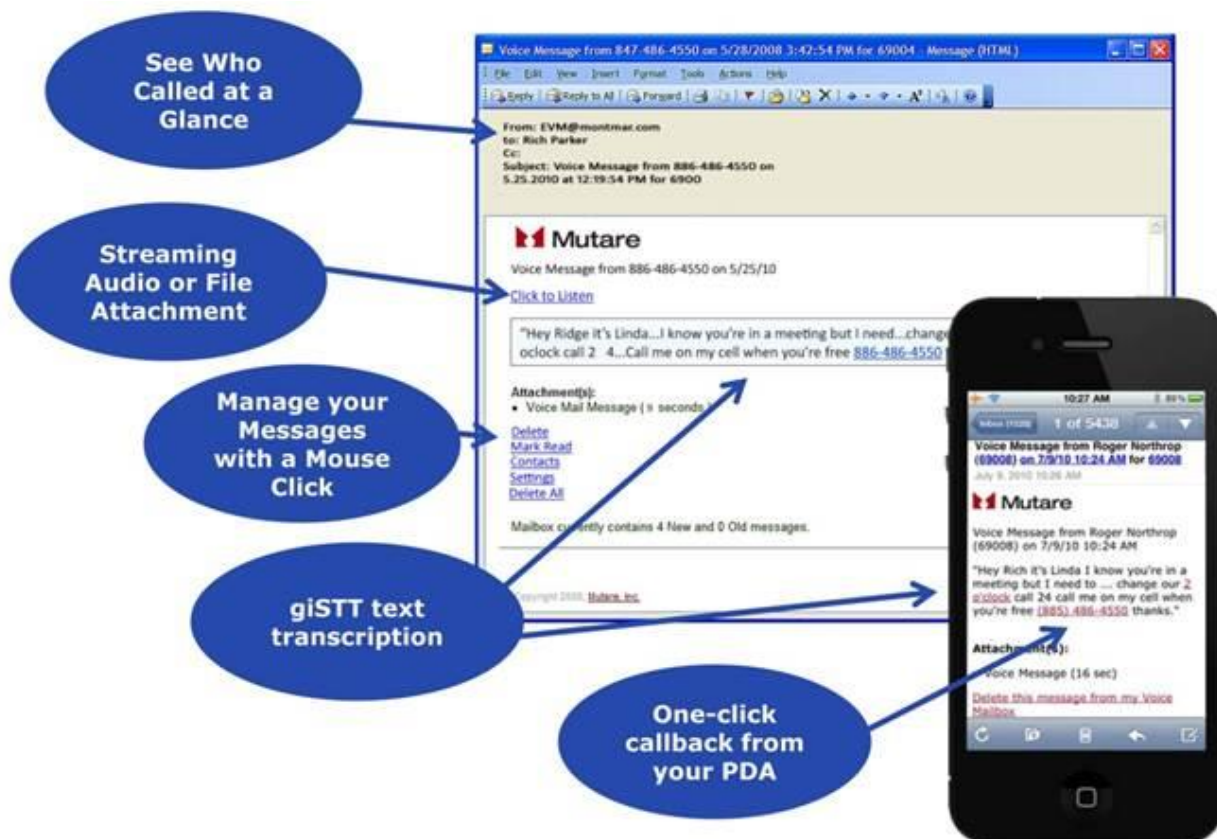 See Who
Called at a
Glance
Streaming
Audio or File
Attachment
Manage your
Messages
with a Mouse
Click
giSTT text
transcription
One-click
callback from
your PDA
Voice Message from 847-486-4550 on 5/28/2008 3:42:54 PM for 69004 - Message (HTML)
File Edit View Insert Format Tools Actions Help
Reply Reply to All Forward
From: EVM@montmar.com
to: Rich Parker
Cc:
Subject: Voice Message from 886-486-4550 on
5.25.2010 at 12:19:54 PM for 6900
Mutare
Voice Message from 886-486-4550 on 5/25/10
Click to Listen
"Hey Ridge it's Linda...I know you're in a meeting but I need...change
oclock call 2 4...Call me on my cell when you're free 886-486-4550
Attachment(s):
• Voice Mail Message ( seconds
Delete
Mark Read
Contacts
Settings
Delete All
Mailbox currently contains 4 New and 0 Old messages.
Copyright 2008, Mutare, Inc.
10:27 AM
1 of 5438
Voice Message from Roger Northrop
(69008) on 7/9/10 10:24 AM for 69008
July 9, 2010 10:26 AM
Mutare
Voice Message from Roger Northrop
(69008) on 7/9/10 10:24 AM
"Hey Rich it's Linda I know you're in a
meeting but I need to .... change our 2
o'clock call 24 call me on my cell when
you're free (885) 486-4550 thanks."
Attachment(s):
Voice Message (16 sec)
Delete this message from my Voice
Mailbox